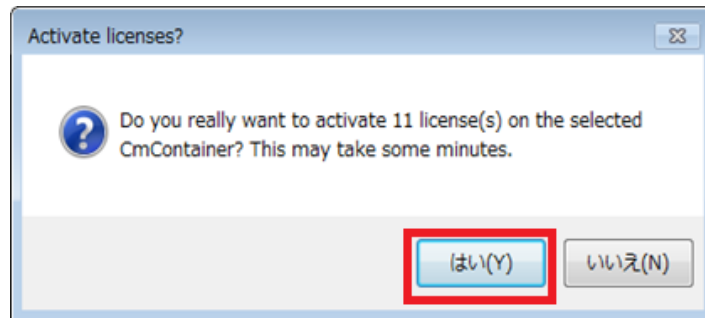 Activate licenses?
Do you really want to activate 11 license(s) on the selected
CmContainer? This may take some minutes.
はい(Y)
いいえ(N)